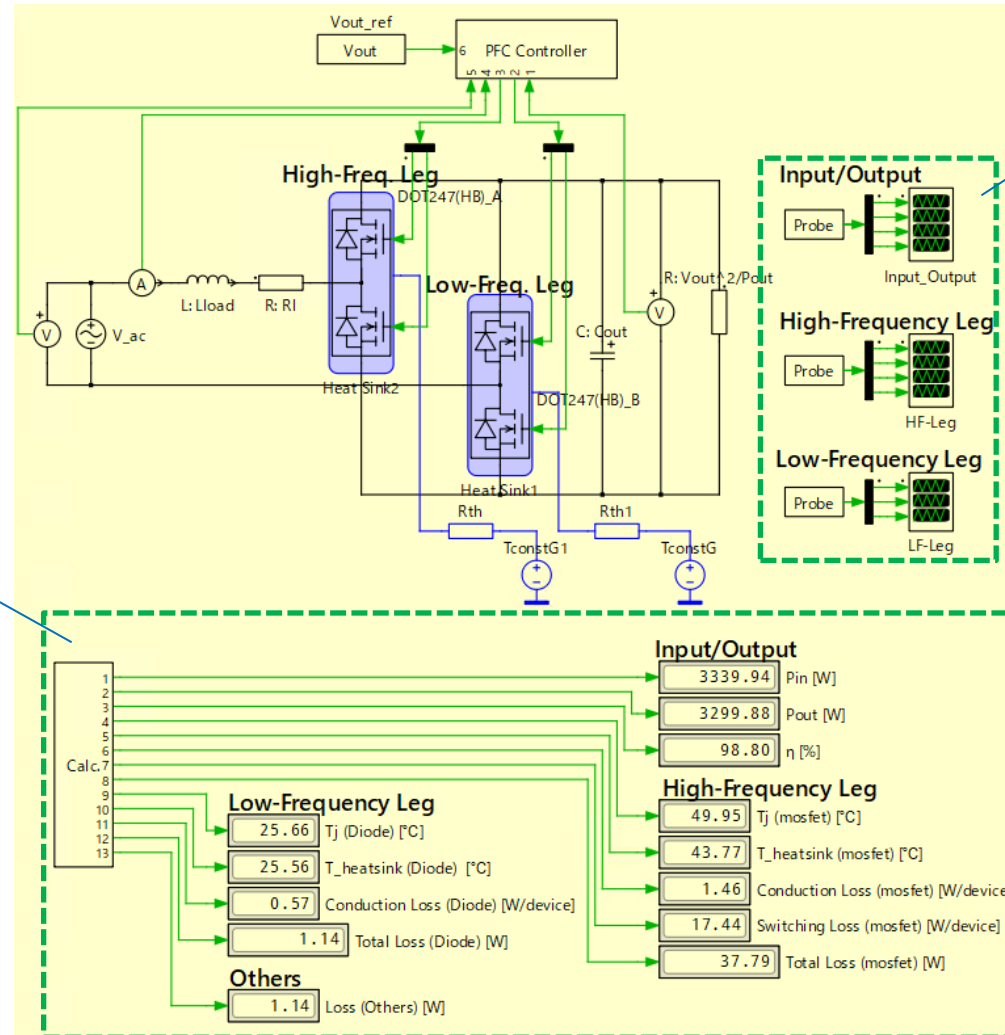 Vout_ref
Vout
6 PFC Controller
5 4 3 2 1
High-Freq. Leg
DOT247(HB)_A
Low-Freq. Leg
R: Vout^2/Pout
A
L: Lload
R: Rl
V
V_ac
C: Cout
V
Heat Sink2
DOT247(HB)_B
Heat Sink1
Rth
Rth1
TconstG1
TconstG
Input/Output
Probe
Input_Output
High-Frequency Leg
Probe
HF-Leg
Low-Frequency Leg
Probe
LF-Leg
Calc.
1
2
3
4
5
6
7
8
9
10
11
12
13
Input/Output
3339.94 Pin [W]
3299.88 Pout [W]
98.80 η [%]
High-Frequency Leg
49.95 Tj (mosfet) [°C]
43.77 T_heatsink (mosfet) [°C]
1.46 Conduction Loss (mosfet) [W/device
17.44 Switching Loss (mosfet) [W/device]
37.79 Total Loss (mosfet) [W]
Low-Frequency Leg
25.66 Tj (Diode) [°C]
25.56 T_heatsink (Diode) [°C]
0.57 Conduction Loss (Diode) [W/device]
1.14 Total Loss (Diode) [W]
Others
1.14 Loss (Others) [W]